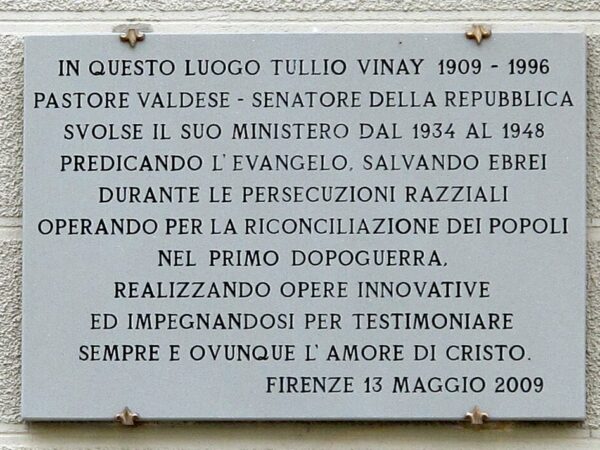 IN QUESTO LUOGO TULLIO VINAY 1909 - 1996
PASTORE VALDESE - SENATORE DELLA REPUBBLICA
SVOLSE IL SUO MINISTERO DAL 1934 AL 1948
PREDICANDO L' EVANGELO, SALVANDO EBREI
DURANTE LE PERSECUZIONI RAZZIALI
OPERANDO PER LA RICONCILIAZIONE DEI POPOLI
NEL PRIMO DOPOGUERRA,
REALIZZANDO OPERE INNOVATIVE
ED IMPEGNANDOSI PER TESTIMONIARE
SEMPRE E OVUNQUE L' AMORE DI CRISTO.
FIRENZE 13 MAGGIO 2009